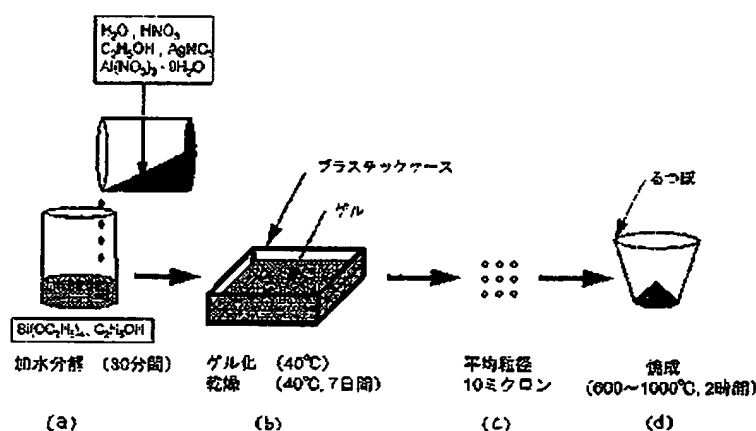 H₂O , HNO₃
C₂H₅OH , AgNO₃
Al(NO₃)₃・9H₂O
プラスチックケース
ゲル
るつぼ
Si(OC₂H₅)₄、C₂H₅OH
加水分解 (30分間)
ゲル化 (40℃)
乾燥 (40℃, 7日間)
平均粒径
10ミクロン
焼成
(600〜1000℃, 2時間)
(a)
(b)
(c)
(d)